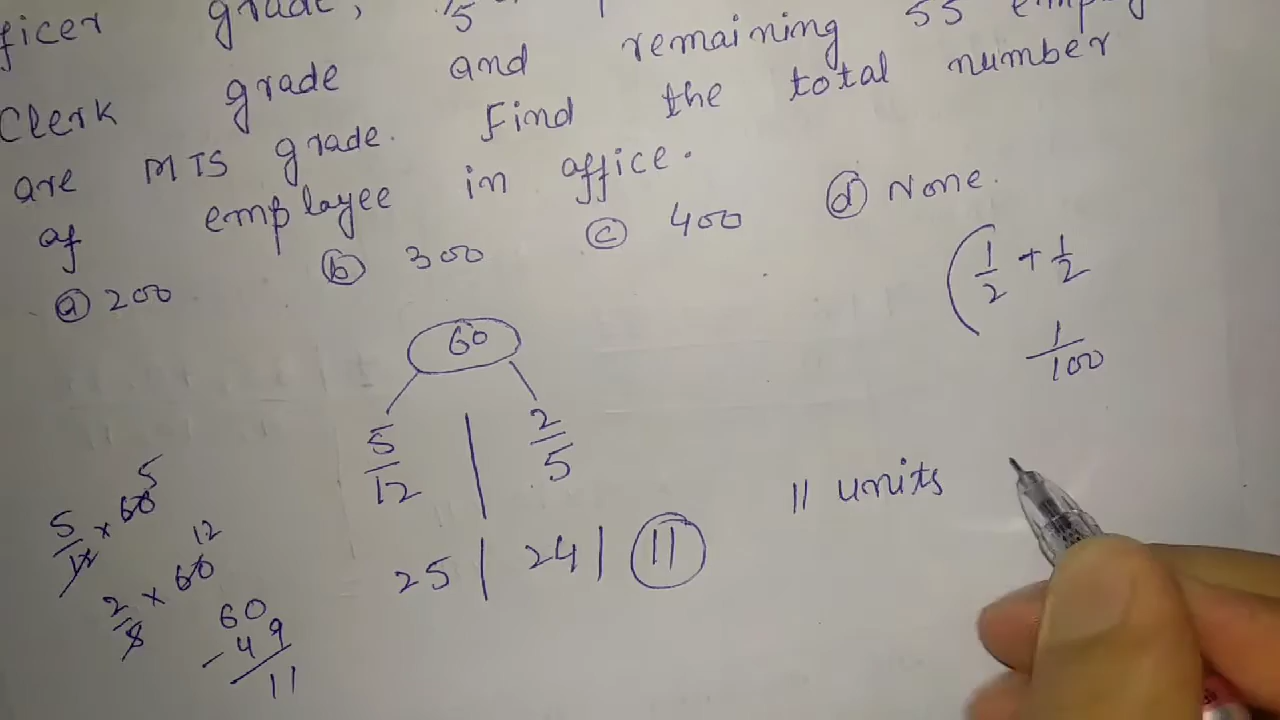 grade,
Clerk grade and remaining 55
are MTS grade. Find the total number
of employee in office.
(a) 200 (b) 300 (c) 400 (d) None.
(1/2 + 1/2
1/100
60
5/12 | 2/5
11 units
25 | 24 | 11
5/12 × 60 5
2/5 × 60 12
60
- 49
11